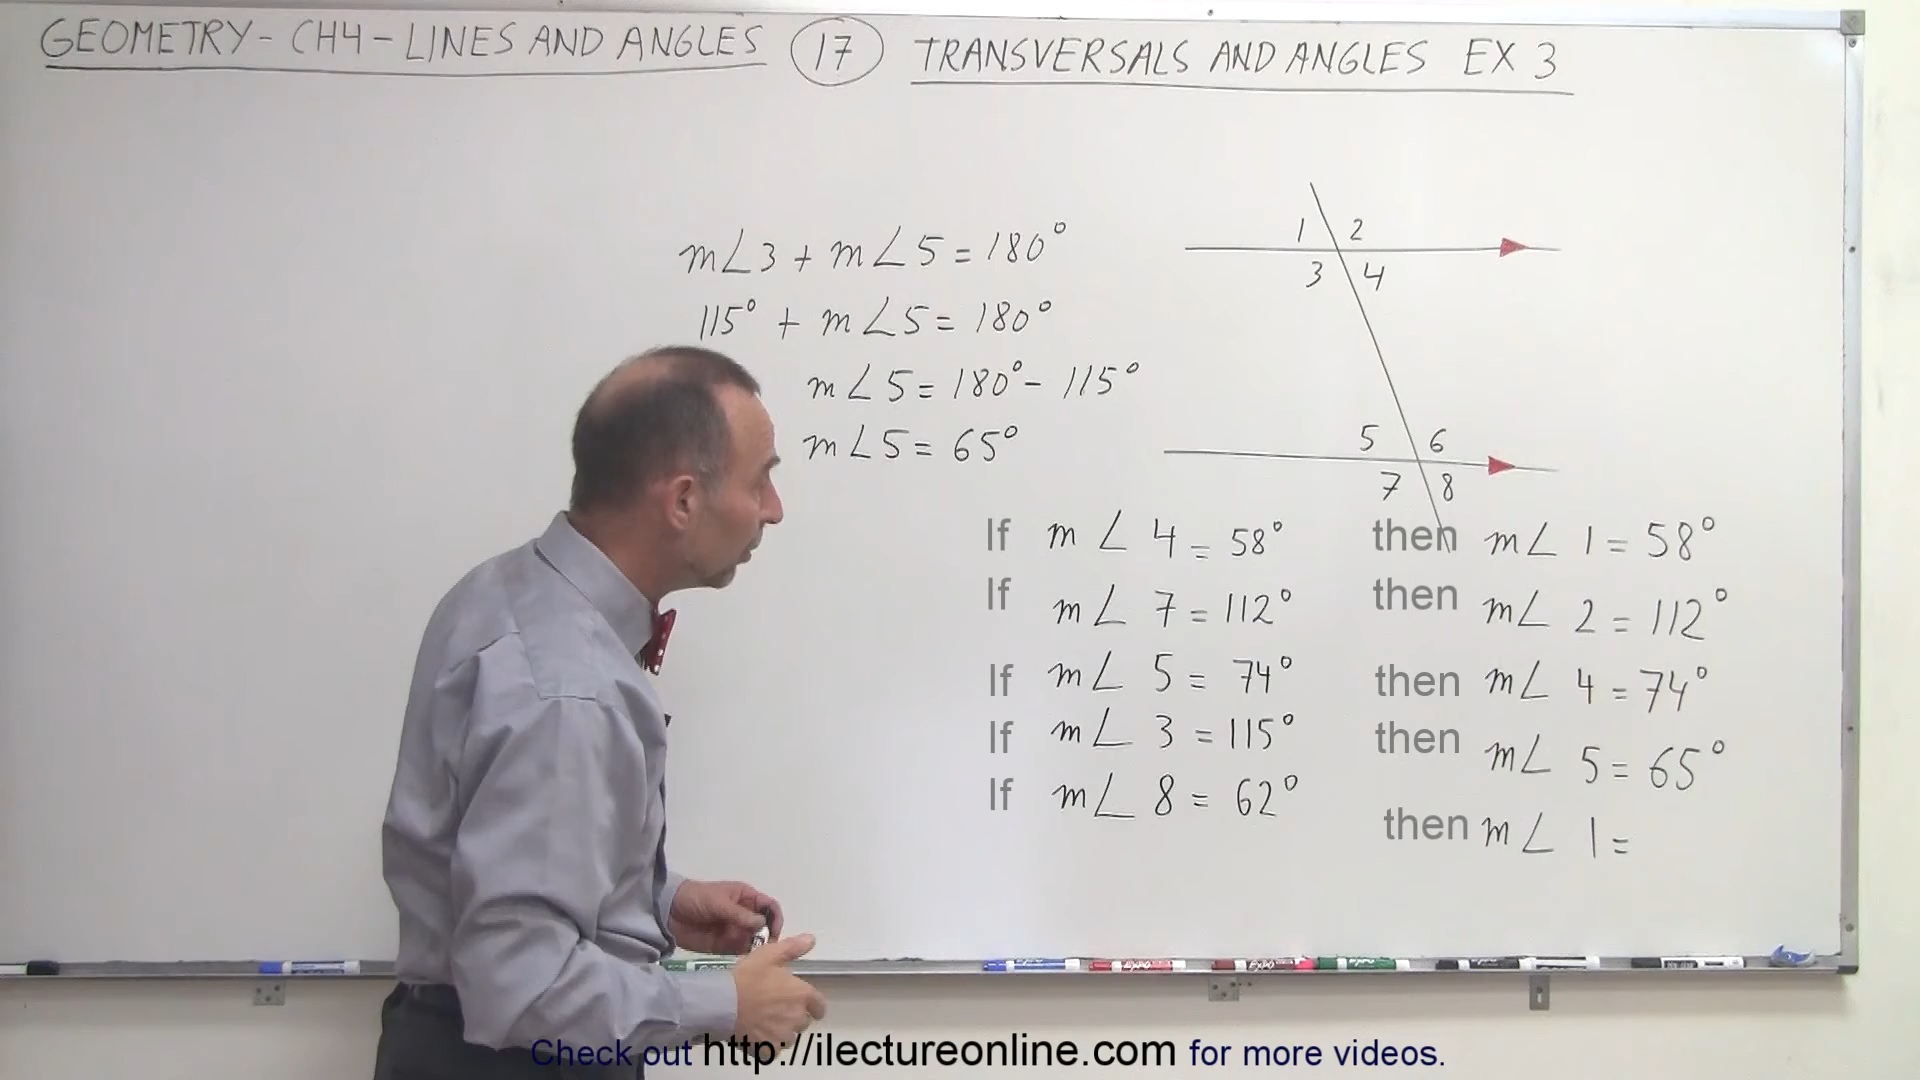 GEOMETRY - CH4 - LINES AND ANGLES 17 TRANSVERSALS AND ANGLES EX 3
m∠3 + m∠5 = 180°
115° + m∠5 = 180°
m∠5 = 180° - 115°
m∠5 = 65°
1 2
3 4
5 6
7 8
If m∠ 4 = 58° then m∠ 1 = 58°
If m∠ 7 = 112° then m∠ 2 = 112°
If m∠ 5 = 74° then m∠ 4 = 74°
If m∠ 3 = 115° then m∠ 5 = 65°
If m∠ 8 = 62° then m∠ 1 =
EXPO EXPO
Check out http://ilectureonline.com for more videos.